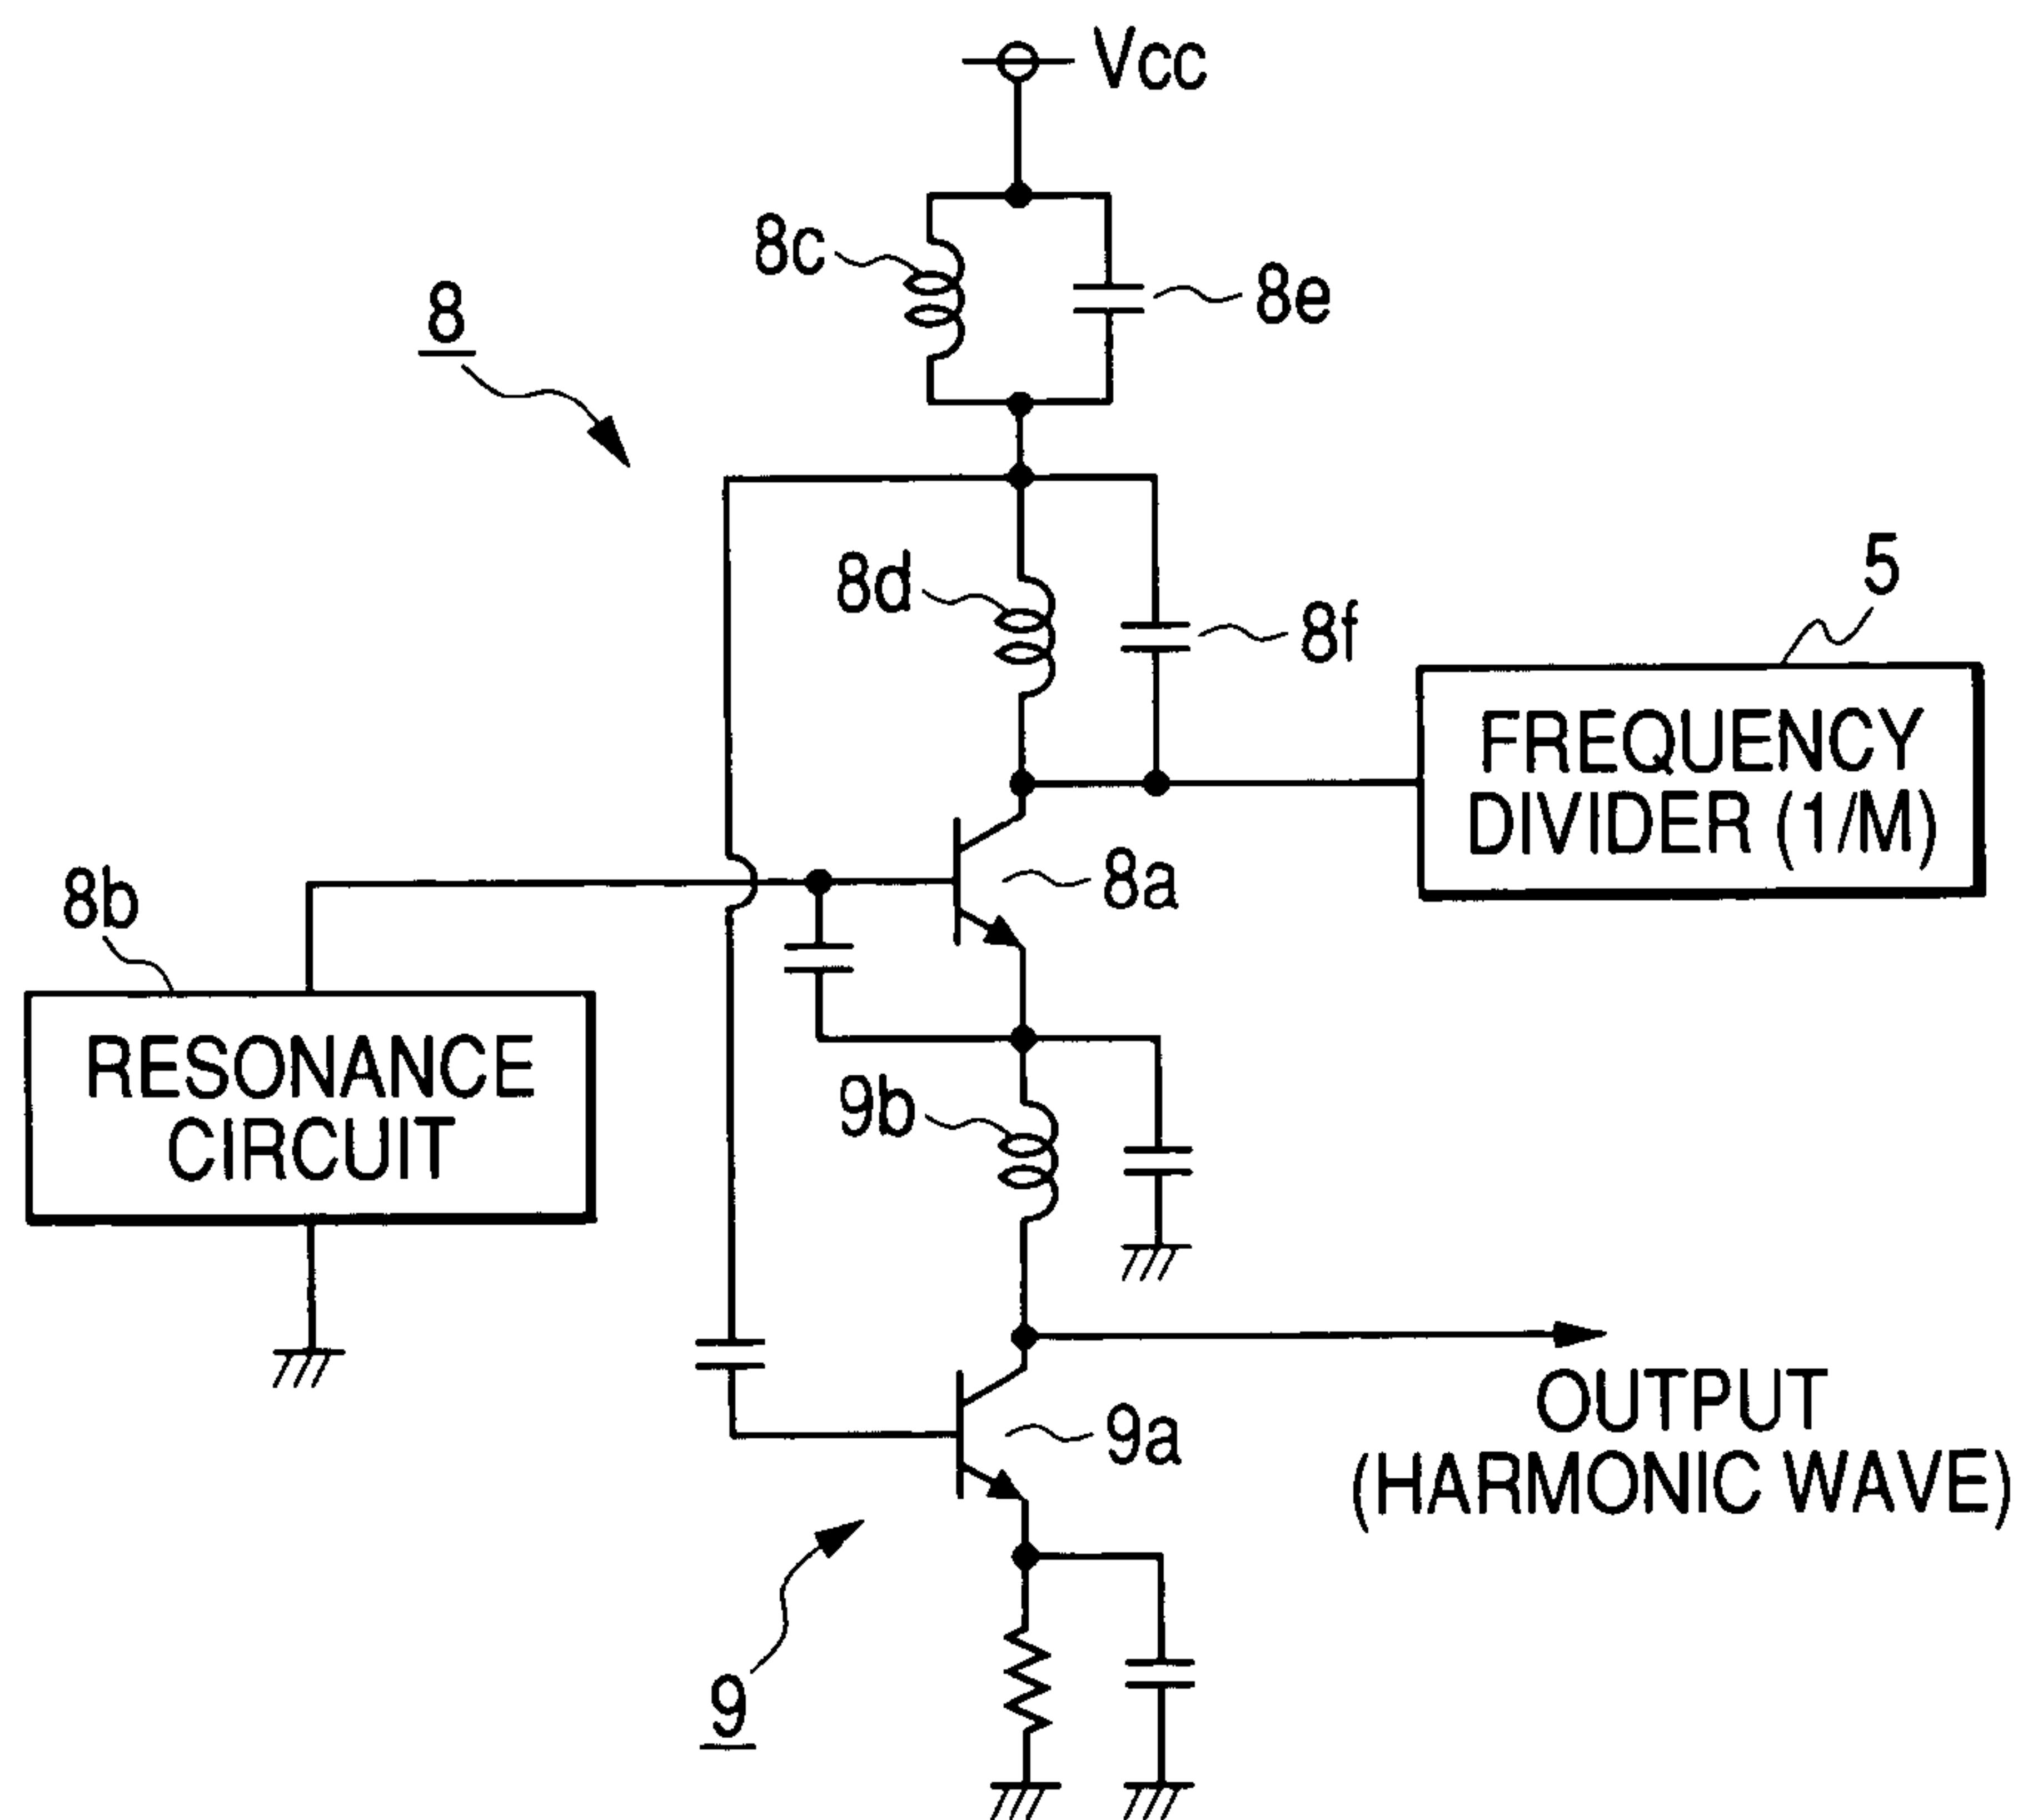 Vcc
8c
8e
8
8d
8f
5
FREQUENCY
DIVIDER (1/M)
8a
8b
RESONANCE
CIRCUIT
9b
OUTPUT
(HARMONIC WAVE)
9a
9